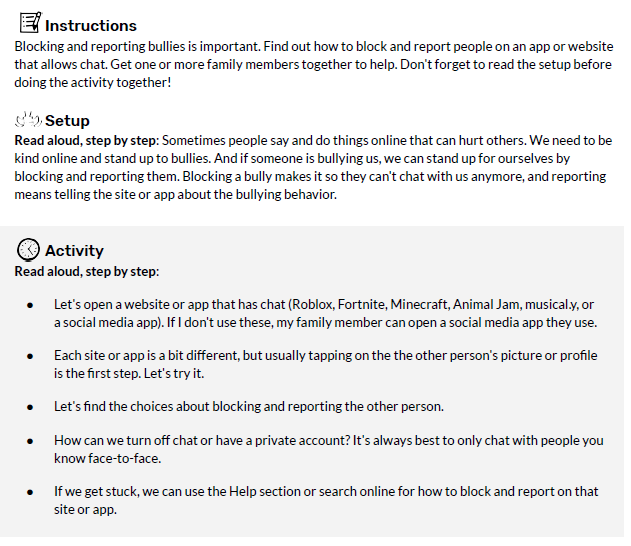 Instructions
Blocking and reporting bullies is important. Find out how to block and report people on an app or website
that allows chat. Get one or more family members together to help. Don't forget to read the setup before
doing the activity together!
Setup
Read aloud, step by step: Sometimes people say and do things online that can hurt others. We need to be
kind online and stand up to bullies. And if someone is bullying us, we can stand up for ourselves by
blocking and reporting them. Blocking a bully makes it so they can't chat with us anymore, and reporting
means telling the site or app about the bullying behavior.
Activity
Read aloud, step by step:
● Let's open a website or app that has chat (Roblox, Fortnite, Minecraft, Animal Jam, musical.y, or
a social media app). If I don't use these, my family member can open a social media app they use.
● Each site or app is a bit different, but usually tapping on the the other person's picture or profile
is the first step. Let's try it.
● Let's find the choices about blocking and reporting the other person.
● How can we turn off chat or have a private account? It's always best to only chat with people you
know face-to-face.
● If we get stuck, we can use the Help section or search online for how to block and report on that
site or app.